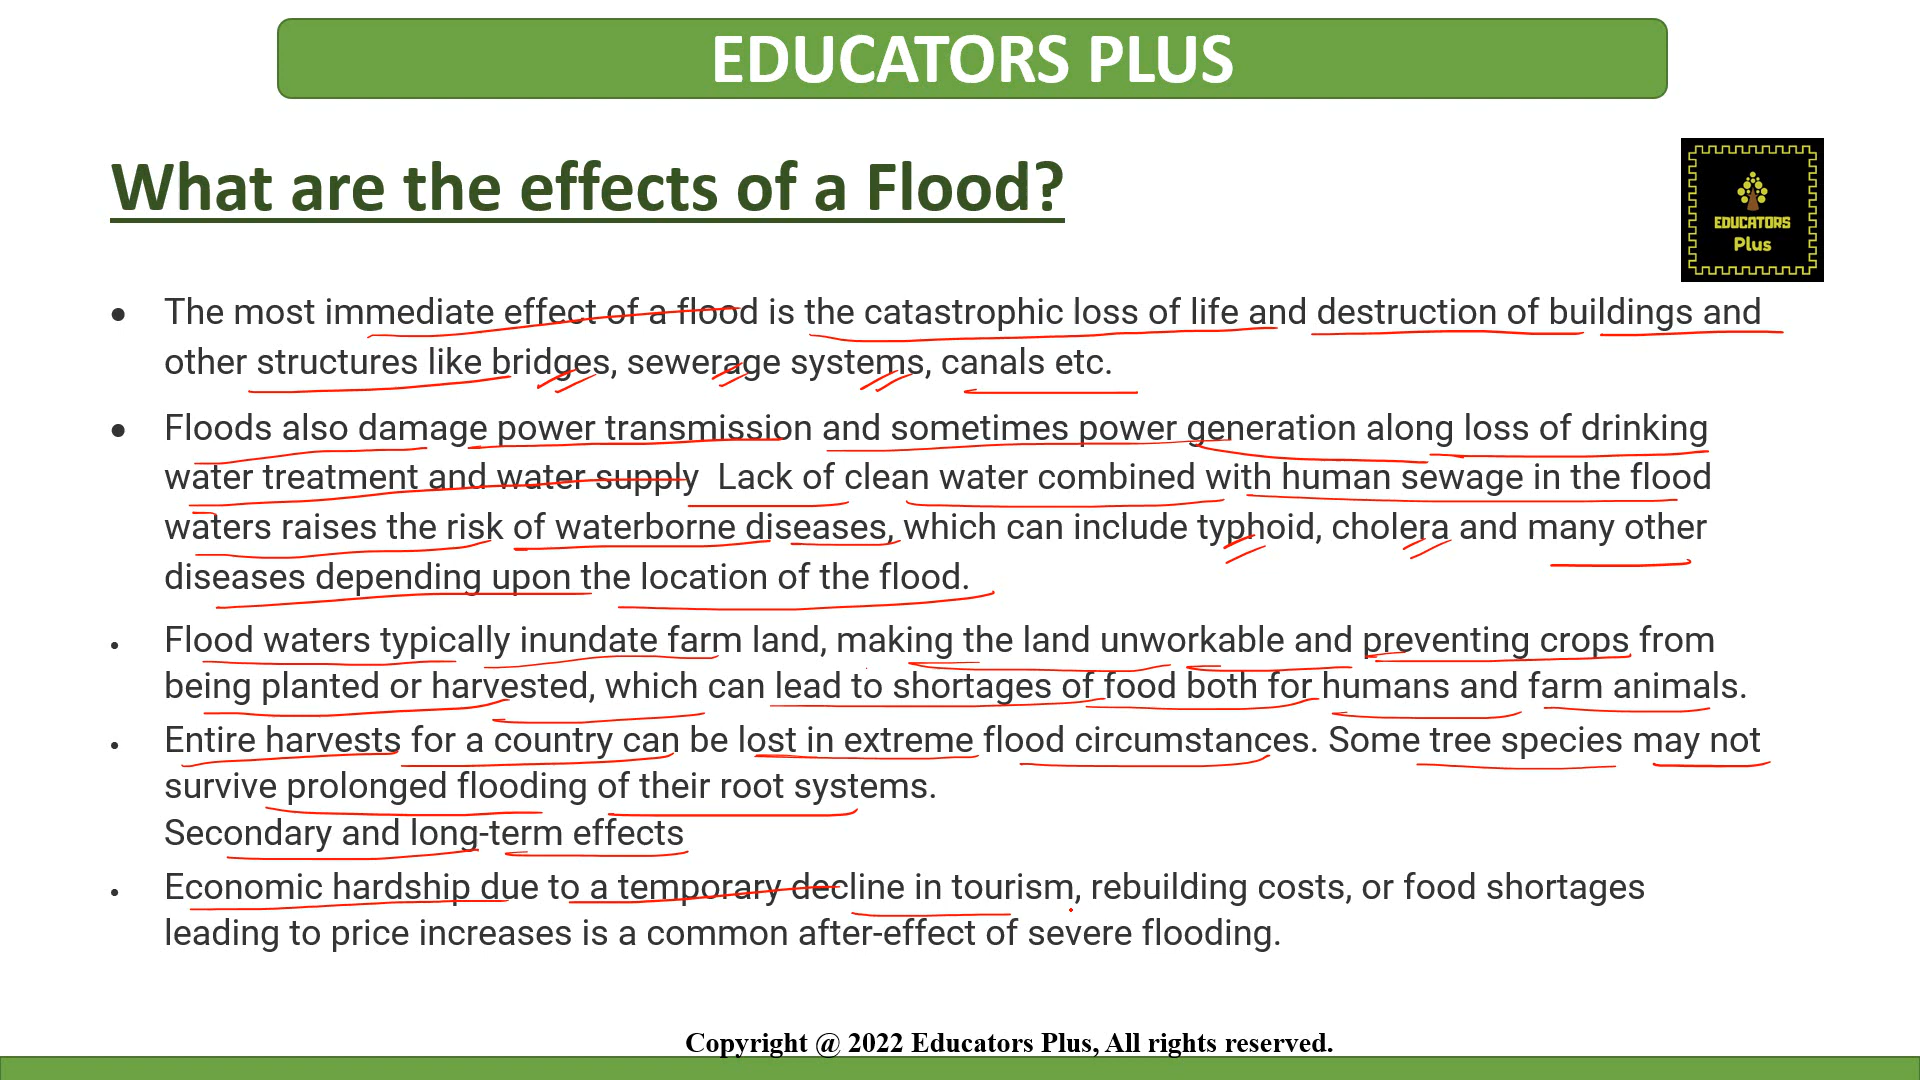 EDUCATORS PLUS
What are the effects of a Flood?
EDUCATORS
Plus
• The most immediate effect of a flood is the catastrophic loss of life and destruction of buildings and
other structures like bridges, sewerage systems, canals etc.
• Floods also damage power transmission and sometimes power generation along loss of drinking
water treatment and water supply Lack of clean water combined with human sewage in the flood
waters raises the risk of waterborne diseases, which can include typhoid, cholera and many other
diseases depending upon the location of the flood.
• Flood waters typically inundate farm land, making the land unworkable and preventing crops from
being planted or harvested, which can lead to shortages of food both for humans and farm animals.
• Entire harvests for a country can be lost in extreme flood circumstances. Some tree species may not
survive prolonged flooding of their root systems.
Secondary and long-term effects
• Economic hardship due to a temporary decline in tourism, rebuilding costs, or food shortages
leading to price increases is a common after-effect of severe flooding.
Copyright @ 2022 Educators Plus, All rights reserved.